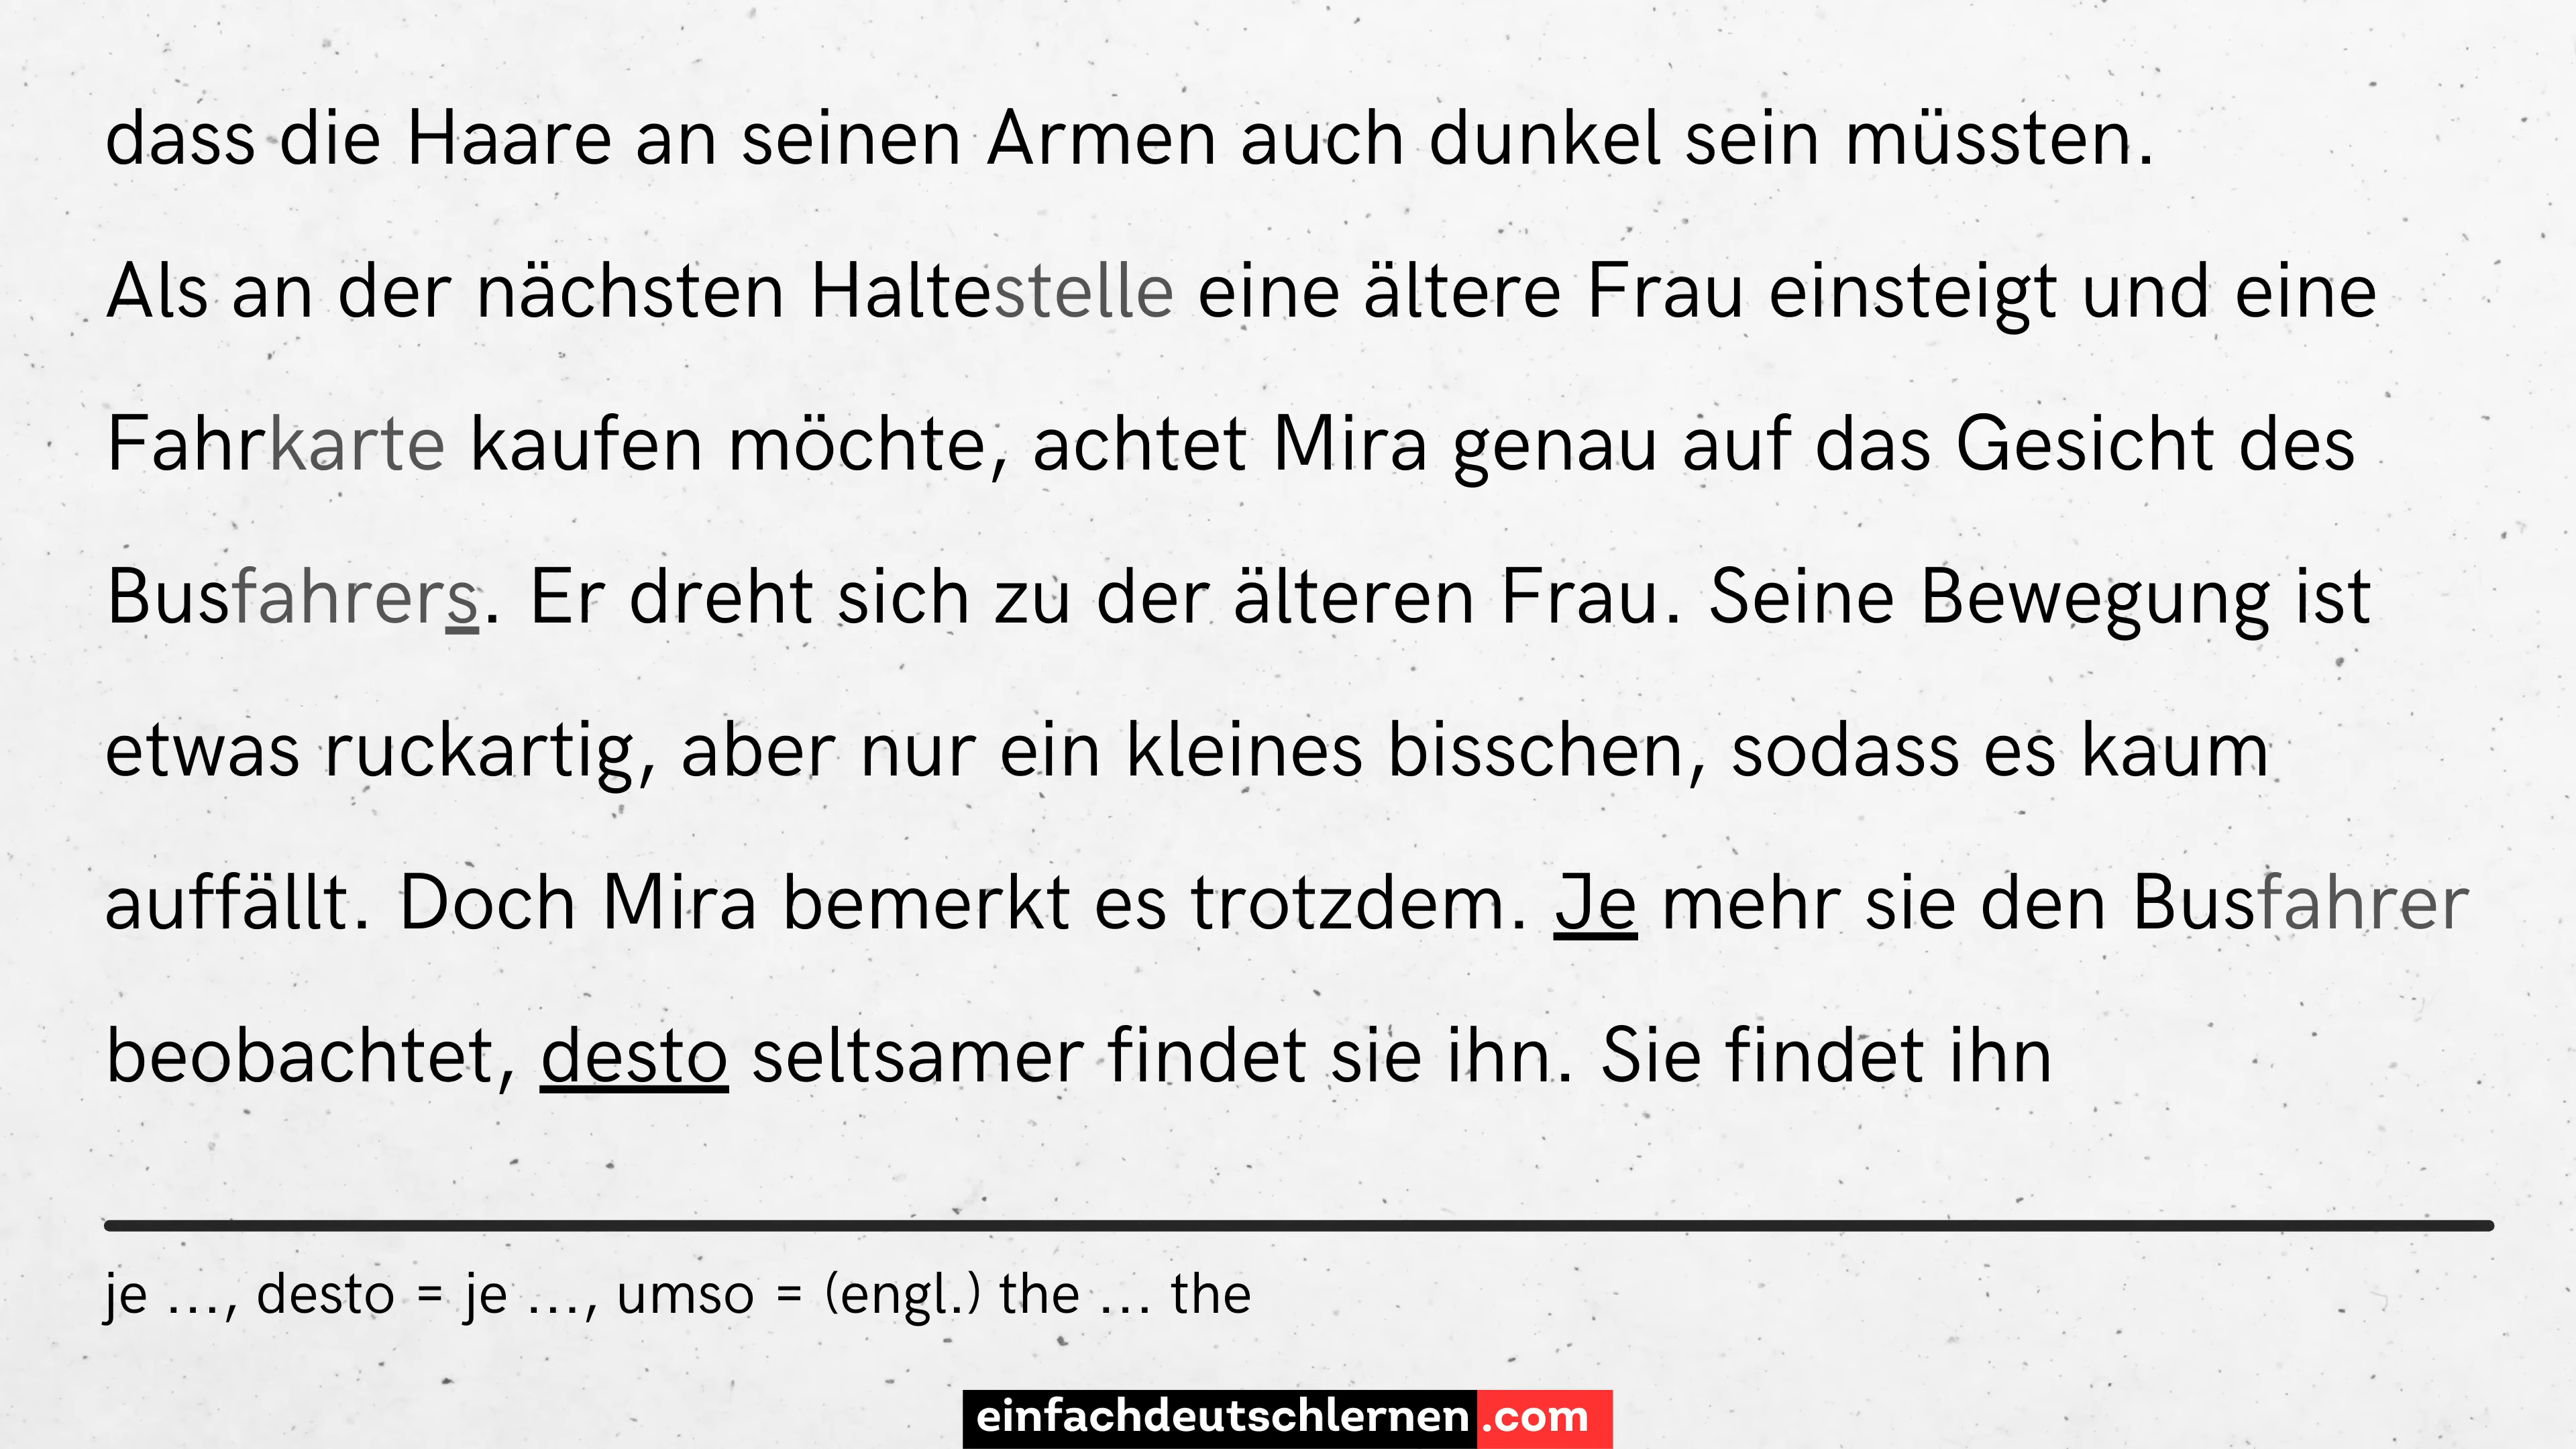 dass die Haare an seinen Armen auch dunkel sein müssten.
Als an der nächsten Haltestelle eine ältere Frau einsteigt und eine
Fahrkarte kaufen möchte, achtet Mira genau auf das Gesicht des
Busfahrers. Er dreht sich zu der älteren Frau. Seine Bewegung ist
etwas ruckartig, aber nur ein kleines bisschen, sodass es kaum
auffällt. Doch Mira bemerkt es trotzdem. Je mehr sie den Busfahrer
beobachtet, desto seltsamer findet sie ihn. Sie findet ihn
je ..., desto = je ..., umso = (engl.) the ... the
einfachdeutschlernen.com